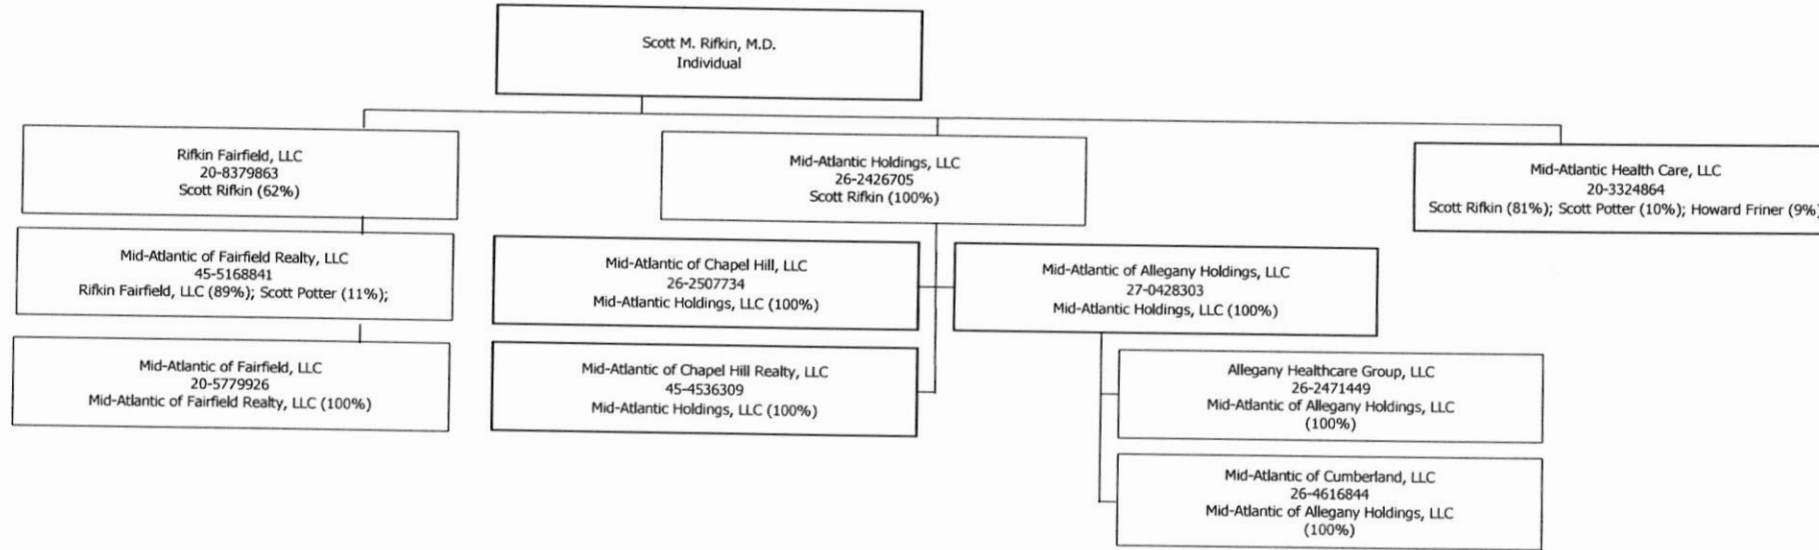 Scott M. Rifkin, M.D.
Individual
Rifkin Fairfield, LLC
20-8379863
Scott Rifkin (62%)
Mid-Atlantic Holdings, LLC
26-2426705
Scott Rifkin (100%)
Mid-Atlantic Health Care, LLC
20-3324864
Scott Rifkin (81%); Scott Potter (10%); Howard Friner (9%)
Mid-Atlantic of Fairfield Realty, LLC
45-5168841
Rifkin Fairfield, LLC (89%); Scott Potter (11%);
Mid-Atlantic of Chapel Hill, LLC
26-2507734
Mid-Atlantic Holdings, LLC (100%)
Mid-Atlantic of Allegany Holdings, LLC
27-0428303
Mid-Atlantic Holdings, LLC (100%)
Mid-Atlantic of Fairfield, LLC
20-5779926
Mid-Atlantic of Fairfield Realty, LLC (100%)
Mid-Atlantic of Chapel Hill Realty, LLC
45-4536309
Mid-Atlantic Holdings, LLC (100%)
Allegany Healthcare Group, LLC
26-2471449
Mid-Atlantic of Allegany Holdings, LLC
(100%)
Mid-Atlantic of Cumberland, LLC
26-4616844
Mid-Atlantic of Allegany Holdings, LLC
(100%)